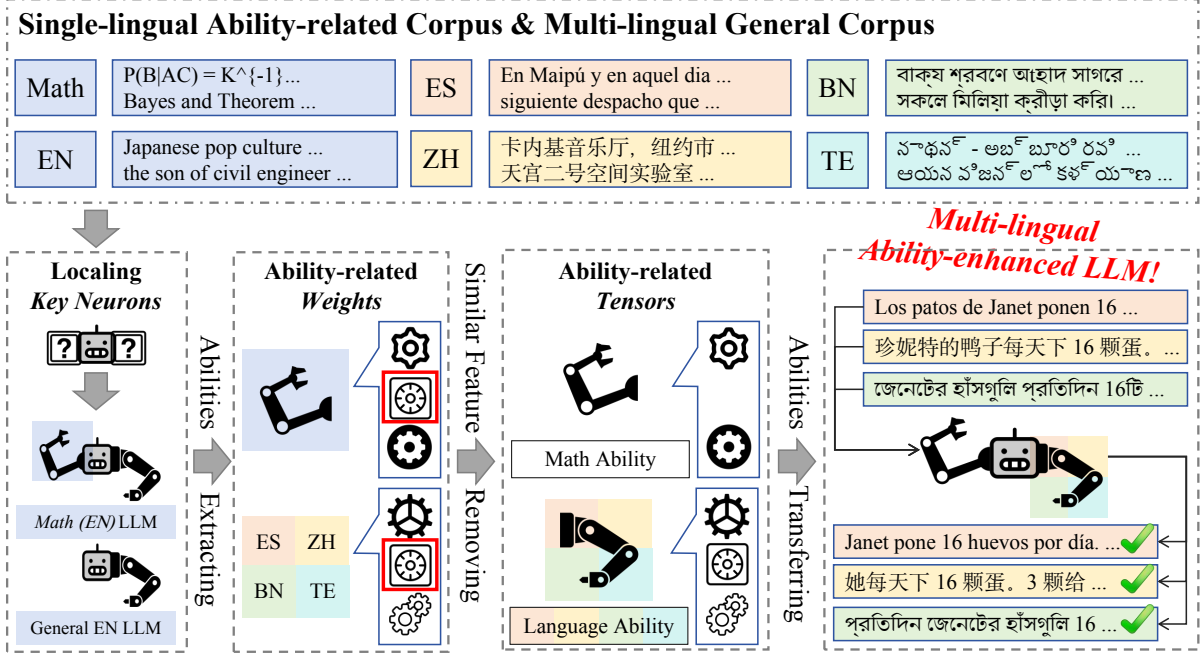 Single-lingual Ability-related Corpus & Multi-lingual General Corpus
Math
P(B|AC) = K^{-1}...
Bayes and Theorem ...
ES
En Maipú y en aquel dia ...
siguiente despacho que ...
BN
বাক্য শ্রবণে অ
সকলে মিলিয়া ক্রীড়া করি। ...
EN
Japanese pop culture ...
the son of civil engineer ...
ZH
卡内基音乐厅，纽约市 ...
天宫二号空间实验室 ...
TE
Localing
Key Neurons
?
?
Math (EN) LLM
General EN LLM
Abilities
Extracting
Ability-related
Weights
ES
ZH
BN
TE
Similar Feature
Removing
Ability-related
Tensors
Math Ability
Language Ability
Abilities
Transferring
Multi-lingual
Ability-enhanced LLM!
Los patos de Janet ponen 16 ...
珍妮特的鸭子每天下 16 颗蛋。...
জেনেটের হাঁসগুলি প্রতিদিন 16টি ...
Janet pone 16 huevos por día. ...
她每天下 16 颗蛋。3 颗给 ...
প্রতিদিন জেনেটের হাঁসগুলি 16 ...